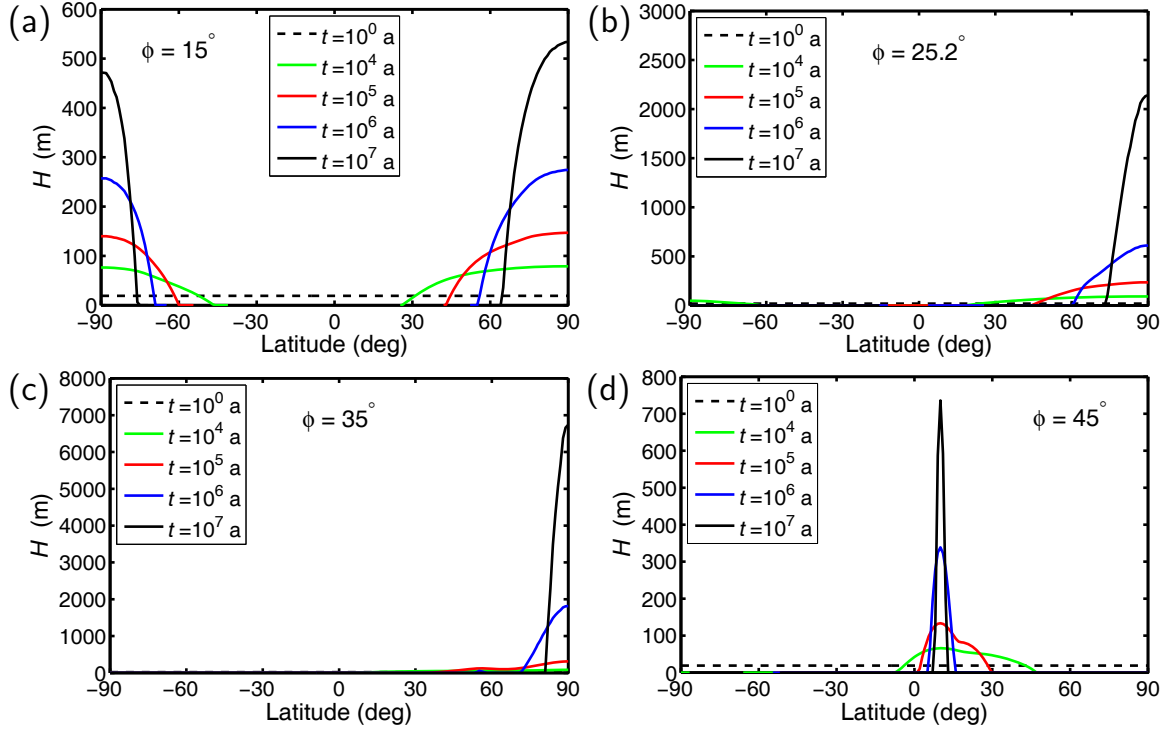 (a)
600
500
400
300
200
100
0
H (m)
ϕ = 15°
t=10⁰ a
t=10⁴ a
t=10⁵ a
t=10⁶ a
t=10⁷ a
−90 −60 −30 0 30 60 90
Latitude (deg)
(b)
3000
2500
2000
1500
1000
500
0
H (m)
t=10⁰ a
t=10⁴ a
t=10⁵ a
t=10⁶ a
t=10⁷ a
ϕ = 25.2°
−90 −60 −30 0 30 60 90
Latitude (deg)
(c)
8000
7000
6000
5000
4000
3000
2000
1000
0
H (m)
t=10⁰ a
t=10⁴ a
t=10⁵ a
t=10⁶ a
t=10⁷ a
ϕ = 35°
−90 −60 −30 0 30 60 90
Latitude (deg)
(d)
800
700
600
500
400
300
200
100
0
H (m)
t=10⁰ a
t=10⁴ a
t=10⁵ a
t=10⁶ a
t=10⁷ a
ϕ = 45°
−90 −60 −30 0 30 60 90
Latitude (deg)